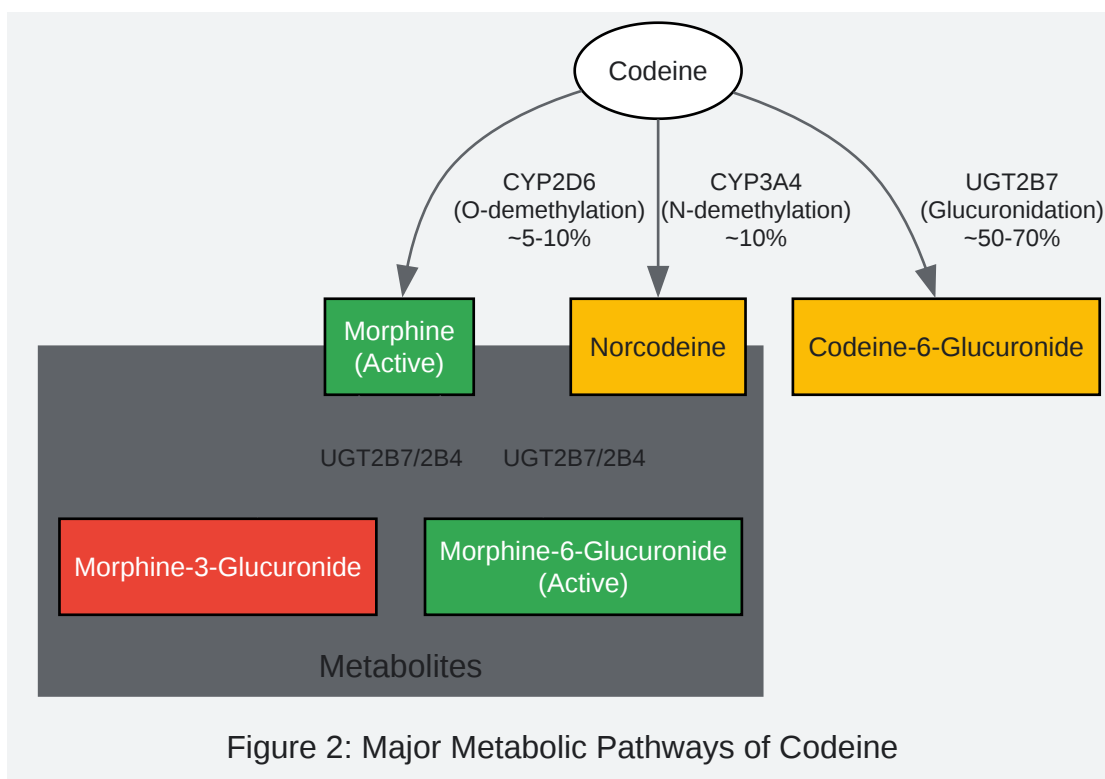 Codeine
CYP2D6
(O-demethylation)
~5-10%
CYP3A4
(N-demethylation)
~10%
UGT2B7
(Glucuronidation)
~50-70%
Morphine
(Active)
Norcodeine
Codeine-6-Glucuronide
UGT2B7/2B4
UGT2B7/2B4
Morphine-3-Glucuronide
Morphine-6-Glucuronide
(Active)
Metabolites
Figure 2: Major Metabolic Pathways of Codeine